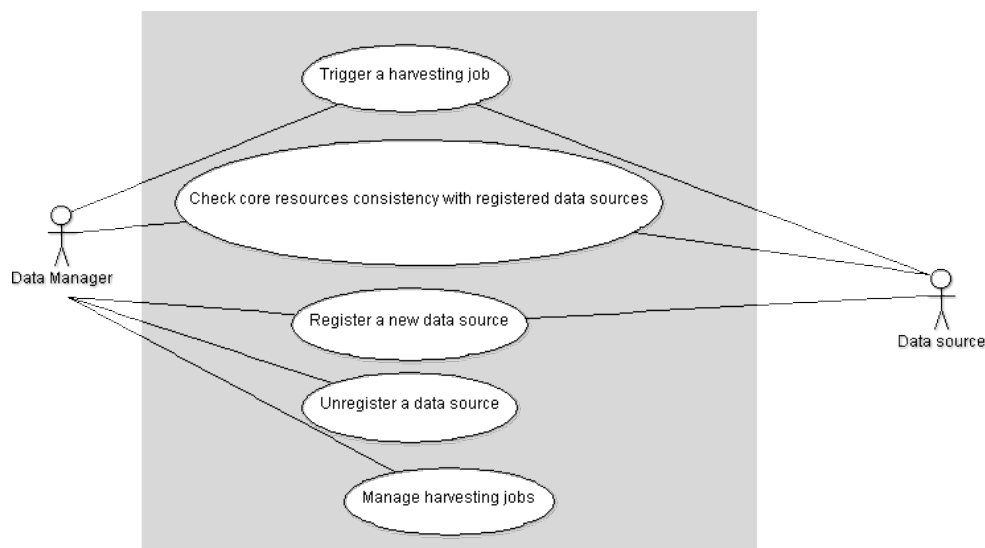 Trigger a harvesting job
Check core resources consistency with registered data sources
Data Manager
Register a new data source
Data source
Unregister a data source
Manage harvesting jobs